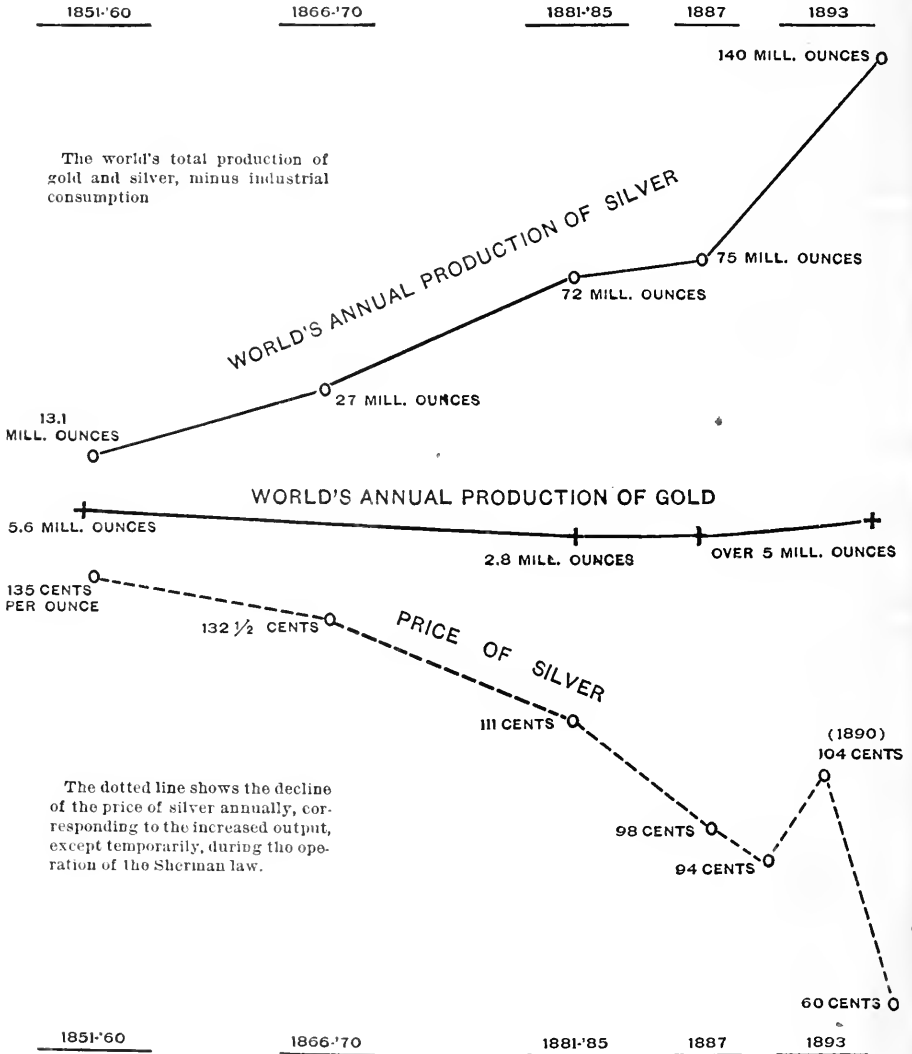 1851-'60 1866-'70 1881-'85 1887 1893
140 MILL. OUNCES
The world's total production of
gold and silver, minus industrial
consumption
WORLD'S ANNUAL PRODUCTION OF SILVER
75 MILL. OUNCES
72 MILL. OUNCES
27 MILL. OUNCES
13.1
MILL. OUNCES
WORLD'S ANNUAL PRODUCTION OF GOLD
5.6 MILL. OUNCES
2.8 MILL. OUNCES
OVER 5 MILL. OUNCES
135 CENTS
PER OUNCE
132 1/2 CENTS
PRICE OF SILVER
111 CENTS
(1890)
104 CENTS
The dotted line shows the decline
of the price of silver annually, cor-
responding to the increased output,
except temporarily, during the ope-
ration of the Sherman law.
98 CENTS
94 CENTS
60 CENTS
1851-'60 1866-'70 1881-'85 1887 1893